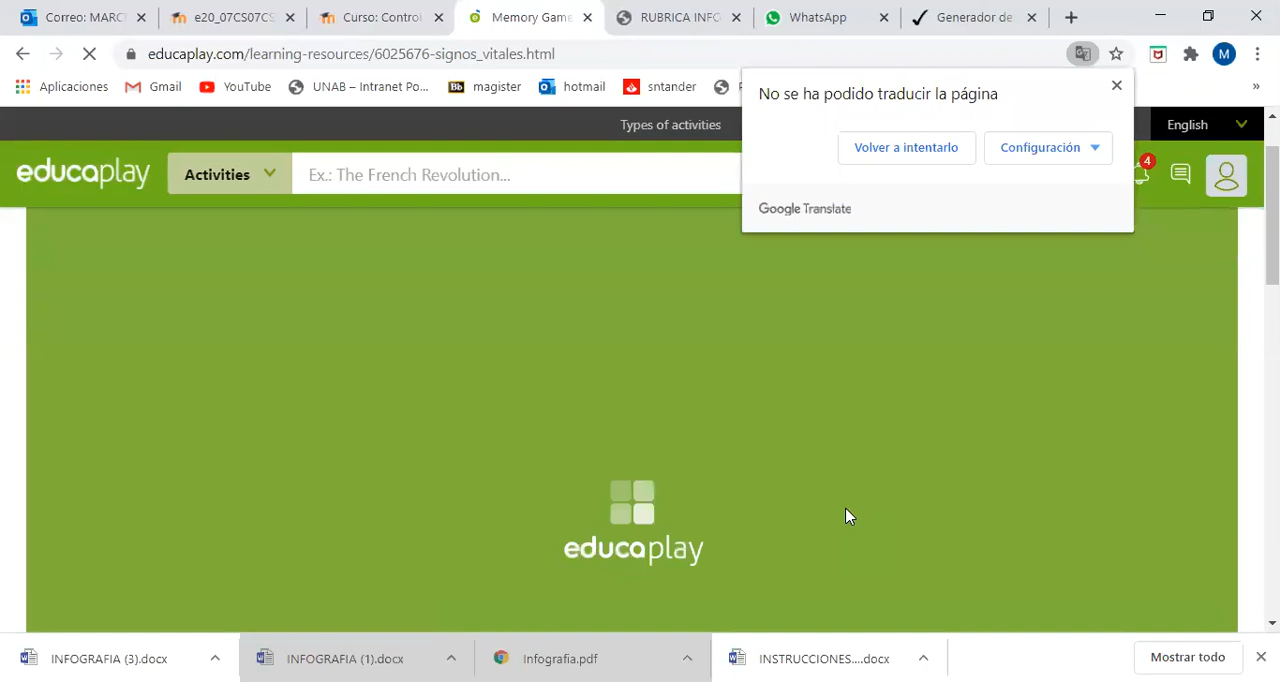 Correo: MARC
e20_07CS07CS
Curso: Control
Memory Game
RUBRICA INFO
WhatsApp
Generador de
educaplay.com/learning-resources/6025676-signos_vitales.html
M
Aplicaciones
Gmail
YouTube
UNAB – Intranet Po...
Bb magister
hotmail
sntander
No se ha podido traducir la página
Volver a intentarlo
Configuración
Google Translate
Types of activities
English
educaplay
Activities
Ex.: The French Revolution...
4
educaplay
INFOGRAFIA (3).docx
INFOGRAFIA (1).docx
Infografia.pdf
INSTRUCCIONES....docx
Mostrar todo